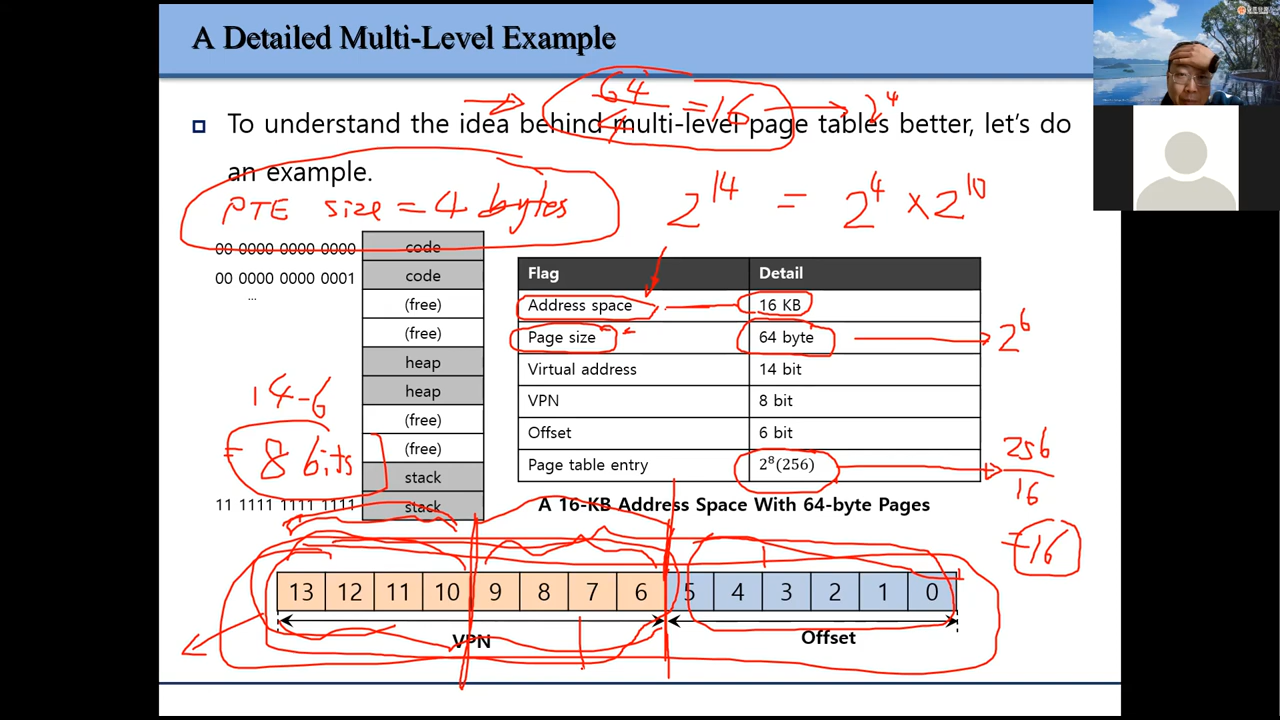 A Detailed Multi-Level Example
64
4
=16
2^4
To understand the idea behind multi-level page tables better, let's do
an example.
PTE size = 4 bytes
2^14 = 2^4 × 2^10
00 0000 0000 0000
code
00 0000 0000 0001
code
...
(free)
(free)
heap
heap
(free)
(free)
stack
11 1111 1111 1111
stack
14-6
= 8 bits
Flag Detail
Address space 16 KB
Page size 64 byte
2^6
Virtual address 14 bit
VPN 8 bit
Offset 6 bit
Page table entry 2^8(256)
256
16
=16
A 16-KB Address Space With 64-byte Pages
13 12 11 10 9 8 7 6 5 4 3 2 1 0
VPN Offset